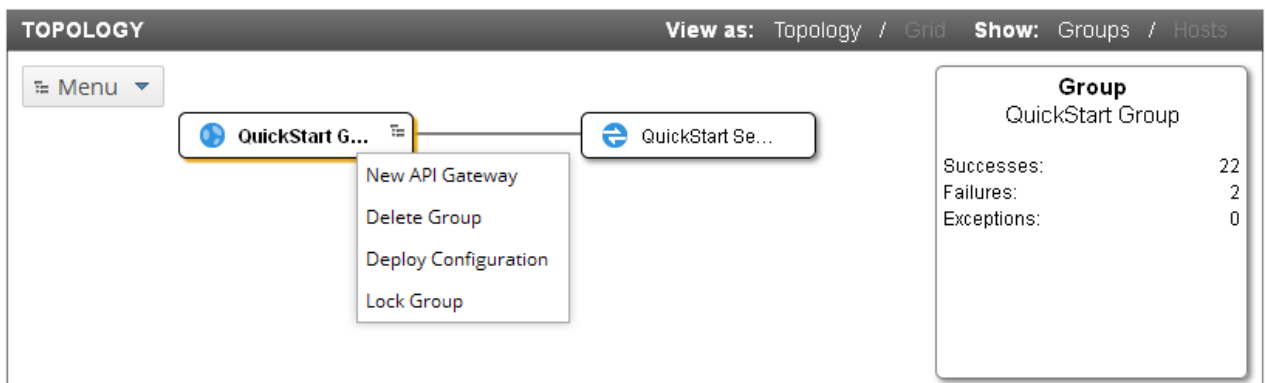 TOPOLOGY View as: Topology / Grid Show: Groups / Hosts
Menu
QuickStart G...
QuickStart Se...
New API Gateway
Delete Group
Deploy Configuration
Lock Group
Group
QuickStart Group
Successes: 22
Failures: 2
Exceptions: 0